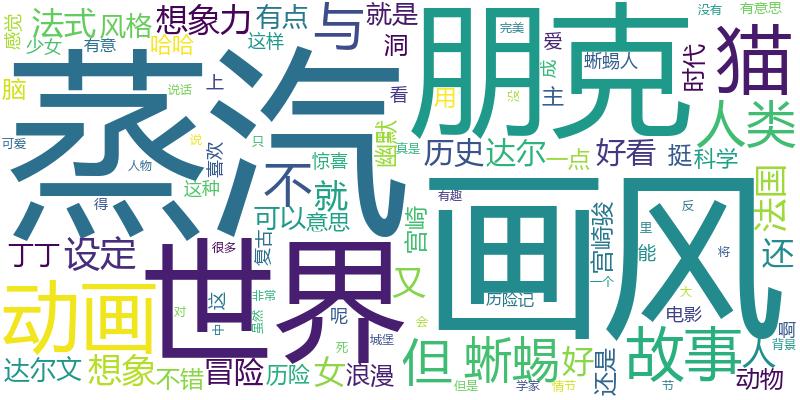 感觉
法式
风格
想象力
有点
与
就是
朋克
完美
没有
有意思
少女
有意
哈哈
这样
洞
爱
成
蜥蜴人
时代
猫
脑
蒸汽
说话
上
看
用
没
主
人类
可爱
说
只
幽默
真是
历史
达尔
一点
好看
挺
科学
人物
喜欢
不
惊喜
就
这种
得
可以
意思
宫崎
画风
有趣
宫崎骏
里
能
反
将
法国
还
丁丁
设定
世界
很多
复古
又
历险记
一个
大
电影
啊
背景
动画
对
中
这
非常
虽然
呢
城堡
会
死
但
蜥蜴
好
还是
故事
人
达尔文
想象
不错
冒险
历险
女
浪漫
但是
学家
情节
节
动物